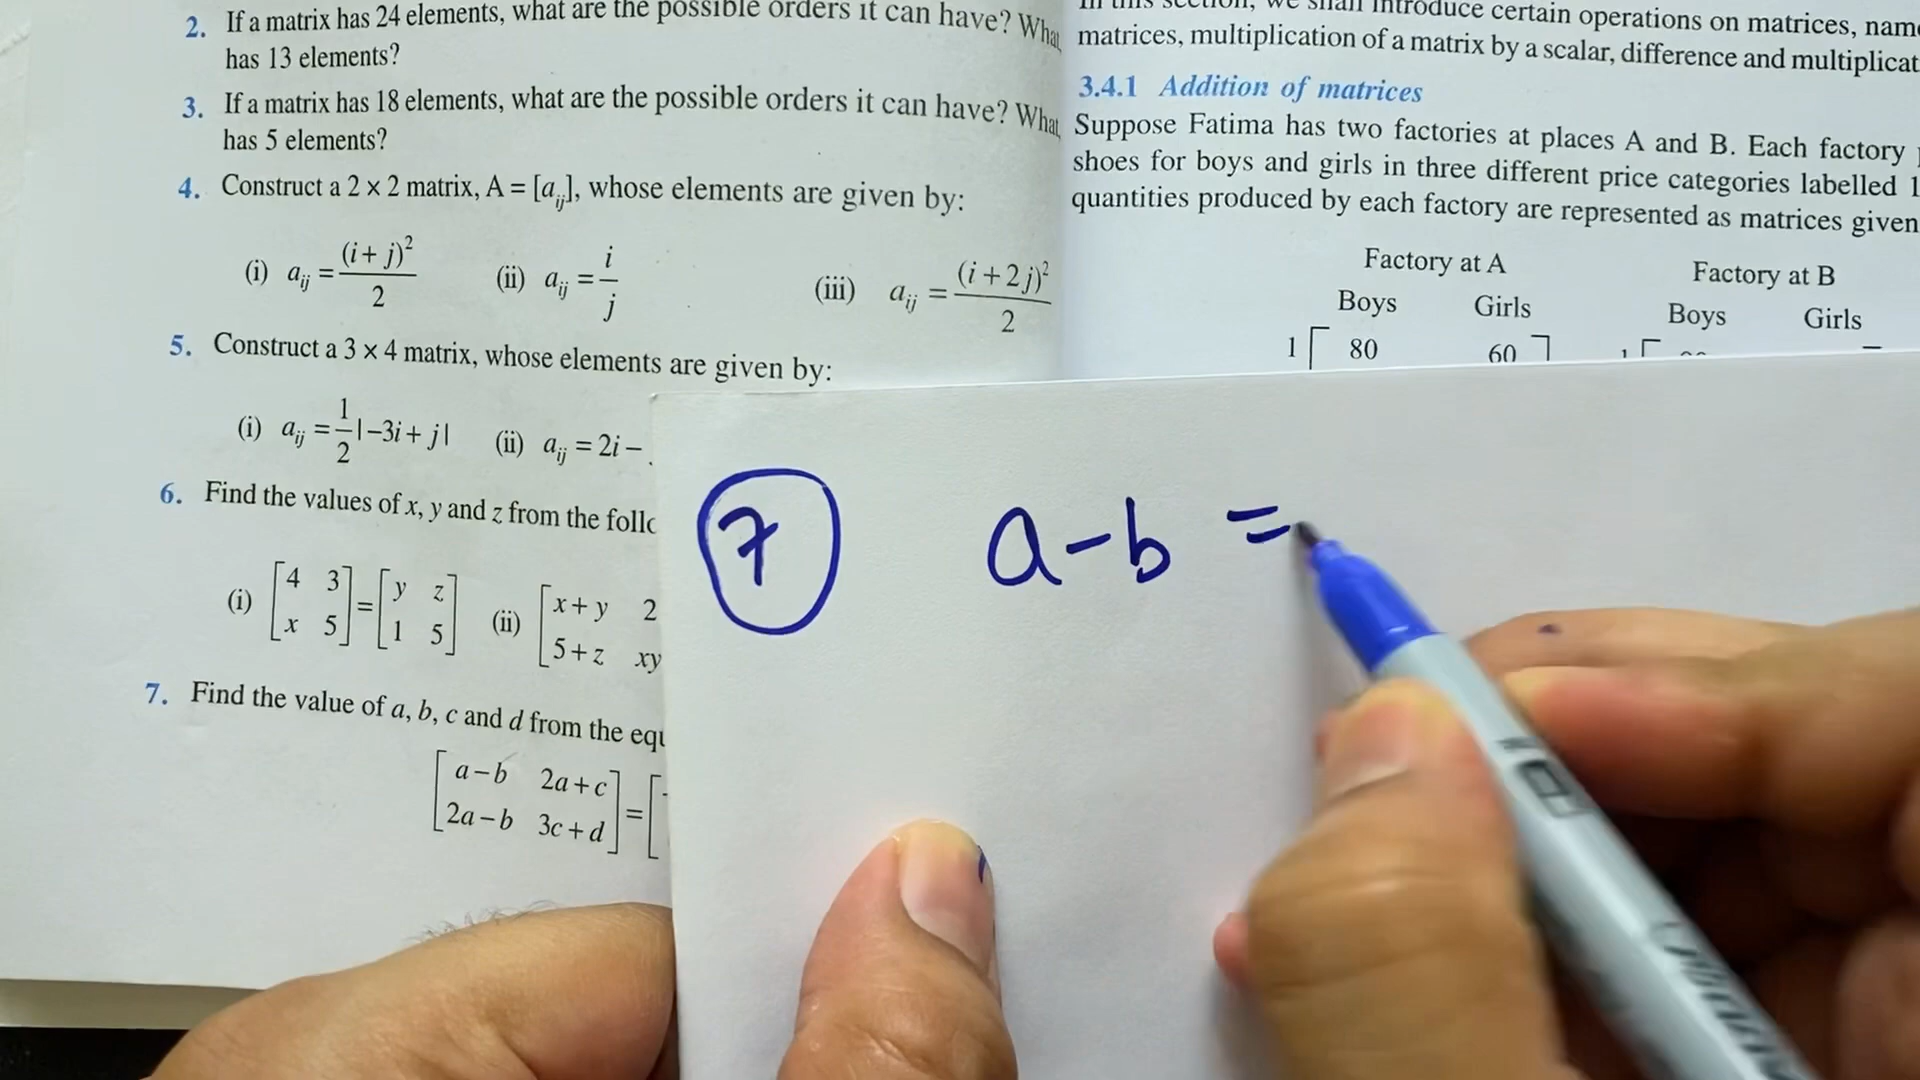 2. If a matrix has 24 elements, what are the possible orders it can have?
has 13 elements?
3. If a matrix has 18 elements, what are the possible orders it can have?
has 5 elements?
4. Construct a 2 × 2 matrix, A = [aᵢⱼ], whose elements are given by:
(i) aᵢⱼ = (i + j)²/2 (ii) aᵢⱼ = i/j (iii) aᵢⱼ = (i + 2j)²/2
5. Construct a 3 × 4 matrix, whose elements are given by:
(i) aᵢⱼ = 1/2 |−3i + j| (ii) aᵢⱼ = 2i −
6. Find the values of x, y and z from the
(i) [4 3; x 5] = [y z; 1 5] (ii) [x + y 2; 5 + z xy
7. Find the value of a, b, c and d from the
[a − b 2a + c; 2a − b 3c + d] = [
introduce certain operations on matrices,
matrices, multiplication of a matrix by a scalar, difference and
3.4.1 Addition of matrices
Suppose Fatima has two factories at places A and B. Each factory
shoes for boys and girls in three different price categories labelled 1
quantities produced by each factory are represented as matrices given
Factory at A Factory at B
Boys Girls Boys Girls
1 [ 80 60 ]
7 a − b =